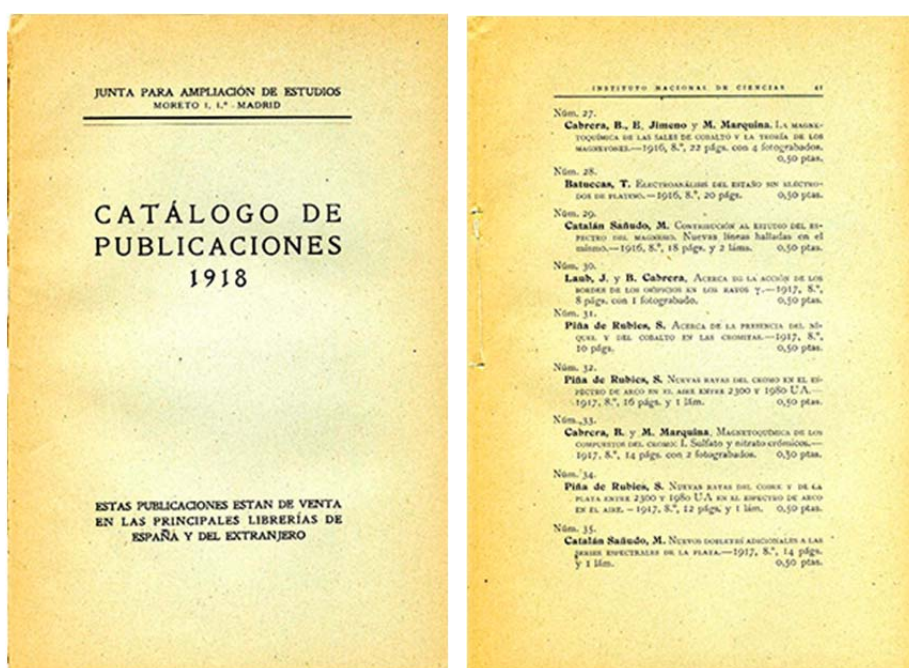 JUNTA PARA AMPLIACIÓN DE ESTUDIOS
MORETO 1, 1.º - MADRID
CATÁLOGO DE
PUBLICACIONES
1918
ESTAS PUBLICACIONES ESTAN DE VENTA
EN LAS PRINCIPALES LIBRERÍAS DE
ESPAÑA Y DEL EXTRANJERO
INSTITUTO NACIONAL DE CIENCIAS 41
Núm. 27.
Cabrera, B., E. Jimeno y M. Marquina. LA MAGNE-
TOQUÍMICA DE LAS SALES DE COBALTO Y LA TEORÍA DE LOS
MAGNETONES.—1916, 8.º, 22 págs. con 4 fotograbados.
0,50 ptas.
Núm. 28.
Batuecas, T. ELECTROANÁLISIS DEL ESTAÑO SIN ELÉCTRO-
DOS DE PLATINO.—1916, 8.º, 20 págs. 0,50 ptas.
Núm. 29.
Catalán Sañudo, M. CONTRIBUCIÓN AL ESTUDIO DEL ES-
PECTRO DEL MAGNESIO. Nuevas líneas halladas en el
mismo.—1916, 8.º, 18 págs. y 2 láms. 0,50 ptas.
Núm. 30.
Laub, J. y B. Cabrera. ACERCA DE LA ACCIÓN DE LOS
BORDES DE LOS ORIFICIOS EN LOS RAYOS γ.—1917, 8.º,
8 págs. con 1 fotograbado. 0,50 ptas.
Núm. 31.
Piña de Rubies, S. ACERCA DE LA PRESENCIA DEL NÍ-
QUEL Y DEL COBALTO EN LAS CROMITAS.—1917, 8.º,
10 págs. 0,50 ptas.
Núm. 32.
Piña de Rubies, S. NUEVAS RAYAS DEL CROMO EN EL ES-
PECTRO DE ARCO EN EL AIRE ENTRE 2300 Y 1980 UA.—
1917, 8.º, 16 págs. y 1 lám. 0,50 ptas.
Núm. 33.
Cabrera, B. y M. Marquina. MAGNETOQUÍMICA DE LOS
COMPUESTOS DEL CROMO: I. Sulfato y nitrato crómicos.—
1917, 8.º, 14 págs. con 2 fotograbados. 0,50 ptas.
Núm. 34.
Piña de Rubies, S. NUEVAS RAYAS DEL COBRE Y DE LA
PLATA ENTRE 2300 Y 1980 UA EN EL ESPECTRO DE ARCO
EN EL AIRE. – 1917, 8.º, 12 págs. y 1 lám. 0,50 ptas.
Núm. 35.
Catalán Sañudo, M. NUEVOS DOBLETES ADICIONALES A LAS
SERIES ESPECTRALES DE LA PLATA.—1917, 8.º, 14 págs.
y 1 lám. 0,50 ptas.